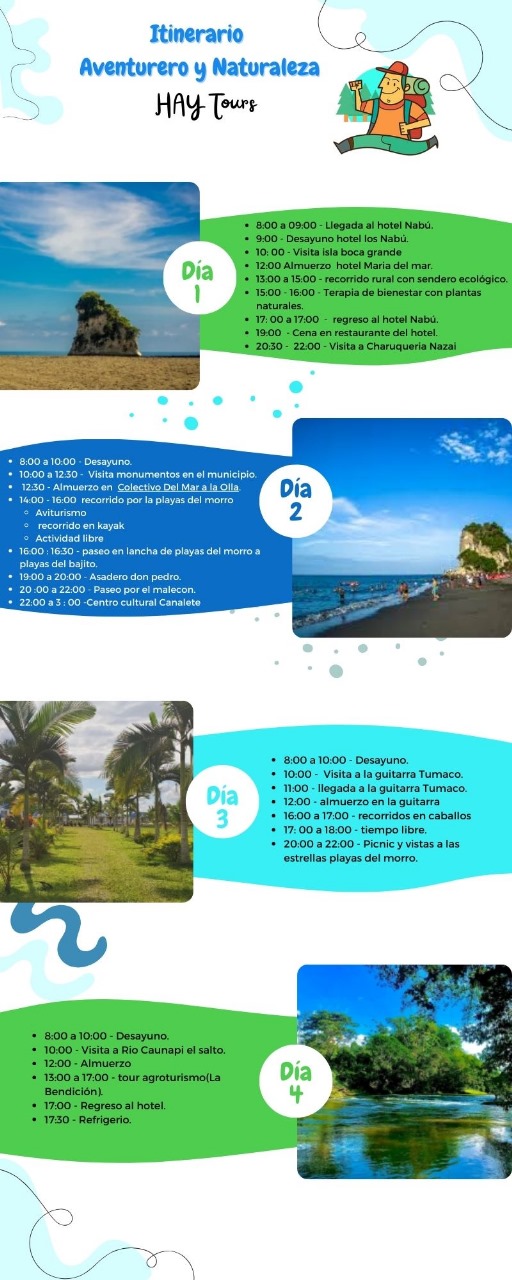 Itinerario
Aventurero y Naturaleza
HAY Tours
Día
1
8:00 a 09:00 - Llegada al hotel Nabú.
9:00 - Desayuno hotel los Nabú.
10: 00 - Visita isla boca grande
12:00 Almuerzo hotel Maria del mar.
13:00 a 15:00 - recorrido rural con sendero ecológico.
15:00 - 16:00 - Terapia de bienestar con plantas
naturales.
17: 00 a 17:00 - regreso al hotel Nabú.
19:00 - Cena en restaurante del hotel.
20:30 - 22:00 - Visita a Charuqueria Nazai
8:00 a 10:00 - Desayuno.
10:00 a 12:30 - Visita monumentos en el municipio.
12:30 - Almuerzo en Colectivo Del Mar a la Olla.
14:00 - 16:00 recorrido por la playas del morro
Aviturismo
recorrido en kayak
Actividad libre
16:00 : 16:30 - paseo en lancha de playas del morro a
playas del bajito.
19:00 a 20:00 - Asadero don pedro.
20 :00 a 22:00 - Paseo por el malecon.
22:00 a 3 : 00 -Centro cultural Canalete
Día
2
Día
3
8:00 a 10:00 - Desayuno.
10:00 - Visita a la guitarra Tumaco.
11:00 - llegada a la guitarra Tumaco.
12:00 - almuerzo en la guitarra
16:00 a 17:00 - recorridos en caballos
17: 00 a 18:00 - tiempo libre.
20:00 a 22:00 - Picnic y vistas a las
estrellas playas del morro.
8:00 a 10:00 - Desayuno.
10:00 - Visita a Rio Caunapi el salto.
12:00 - Almuerzo
13:00 a 17:00 - tour agroturismo(La
Bendición).
17:00 - Regreso al hotel.
17:30 - Refrigerio.
Día
4